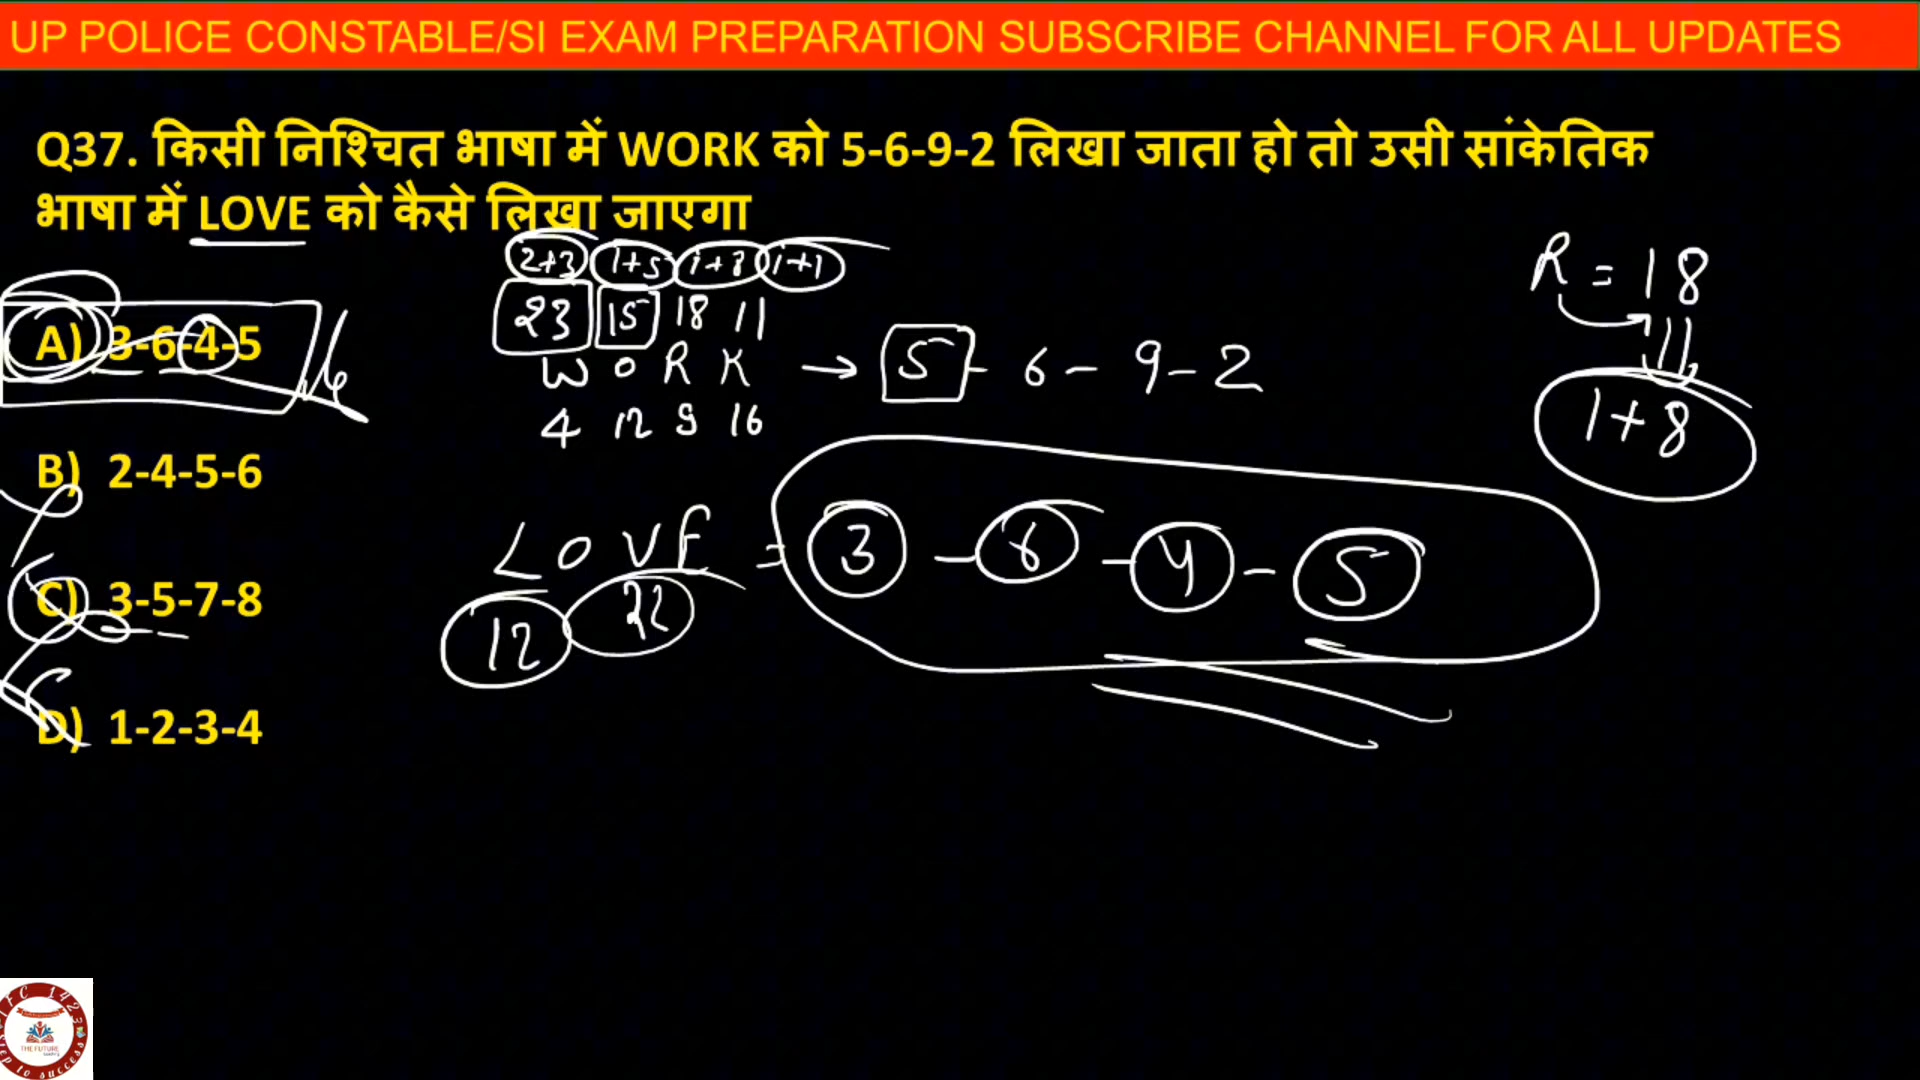 UP POLICE CONSTABLE/SI EXAM PREPARATION SUBSCRIBE CHANNEL FOR ALL UPDATES
Q37. किसी निश्चित भाषा में WORK को 5-6-9-2 लिखा जाता हो तो उसी सांकेतिक
भाषा में LOVE को कैसे लिखा जाएगा
2+3 1+5 1+8 1+1
23 15 18 11
W O R K → 5 - 6 - 9 - 2
4 12 9 16
R = 18
1+8
A) 3-6-4-5
B) 2-4-5-6
L O V E = 3 - 6 - 4 - 5
12 22
C) 3-5-7-8
D) 1-2-3-4
THE FUTURE